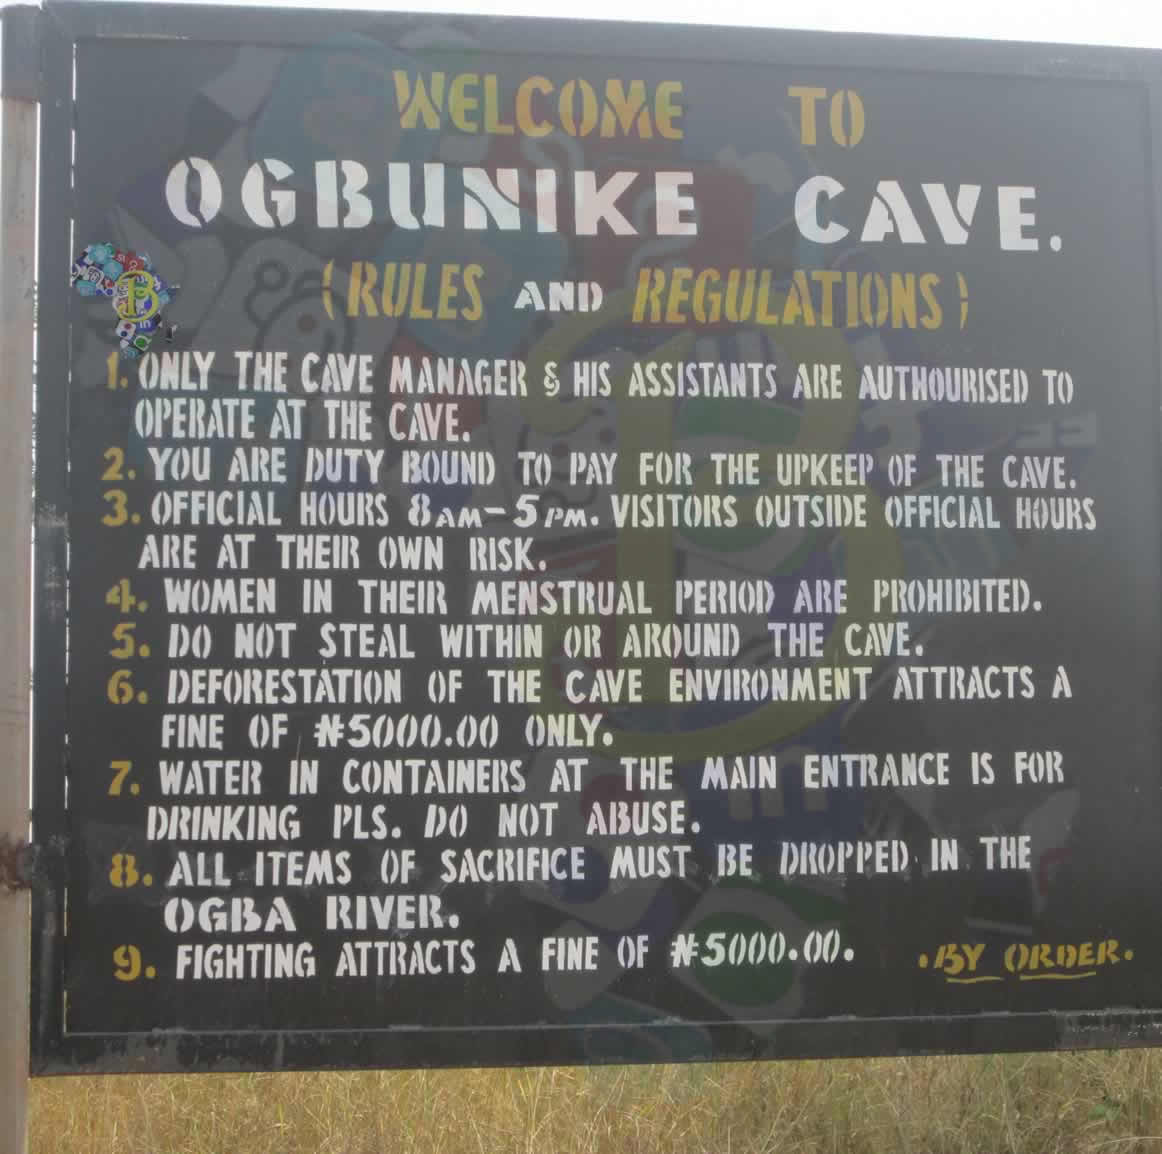 WELCOME TO
OGBUNIKE CAVE.
(RULES AND REGULATIONS)
1. ONLY THE CAVE MANAGER & HIS ASSISTANTS ARE AUTHOURISED TO
OPERATE AT THE CAVE.
2. YOU ARE DUTY BOUND TO PAY FOR THE UPKEEP OF THE CAVE.
3. OFFICIAL HOURS 8AM-5PM. VISITORS OUTSIDE OFFICIAL HOURS
ARE AT THEIR OWN RISK.
4. WOMEN IN THEIR MENSTRUAL PERIOD ARE PROHIBITED.
5. DO NOT STEAL WITHIN OR AROUND THE CAVE.
6. DEFORESTATION OF THE CAVE ENVIRONMENT ATTRACTS A
FINE OF ₦5000.00 ONLY.
7. WATER IN CONTAINERS AT THE MAIN ENTRANCE IS FOR
DRINKING PLS. DO NOT ABUSE.
8. ALL ITEMS OF SACRIFICE MUST BE DROPPED IN THE
OGBA RIVER.
9. FIGHTING ATTRACTS A FINE OF ₦5000.00.
.BY ORDER.
B